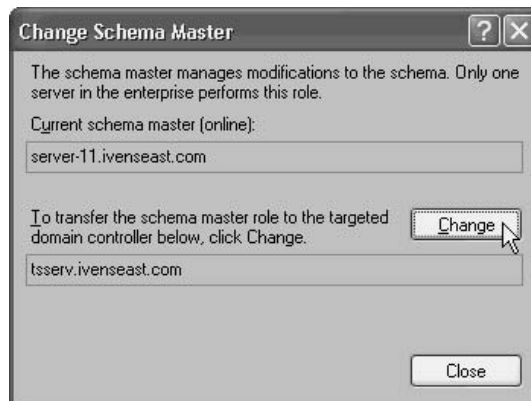 Change Schema Master
The schema master manages modifications to the schema. Only one
server in the enterprise performs this role.
Current schema master (online):
server-11.ivenseast.com
To transfer the schema master role to the targeted
domain controller below, click Change.
Change
tsserv.ivenseast.com
Close